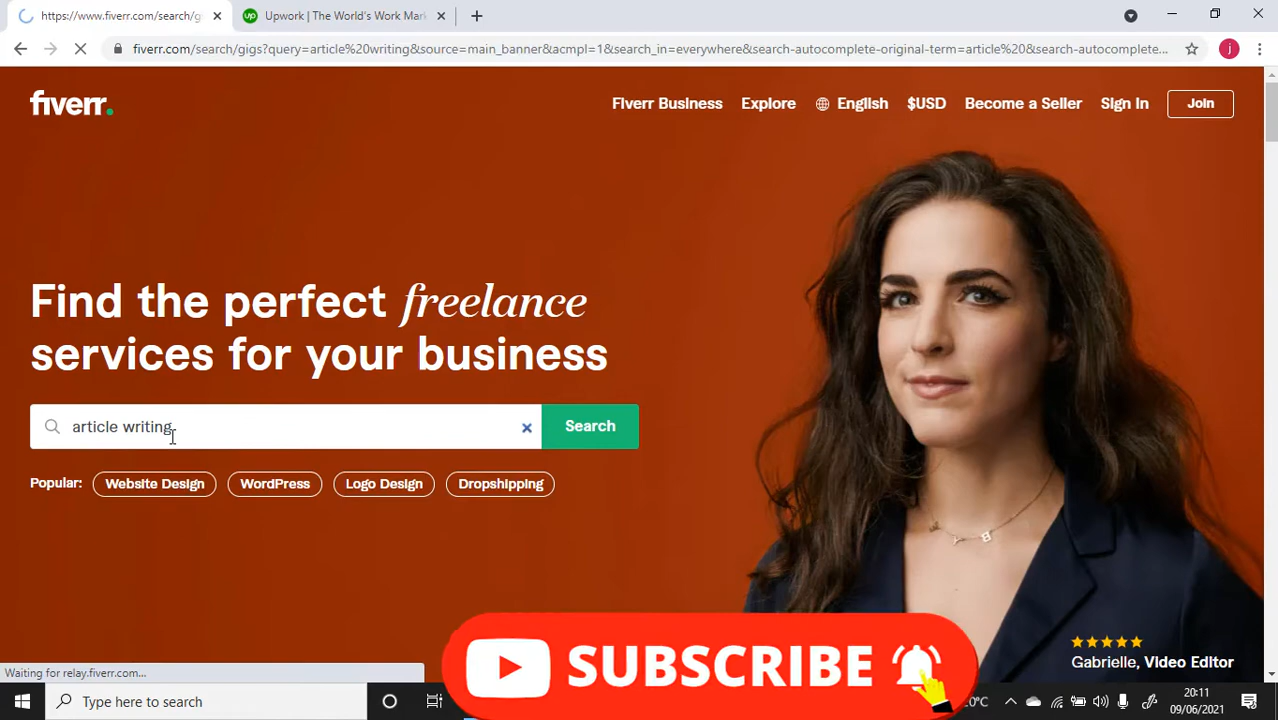 https://www.fiverr.com/search/g
Upwork | The World's Work Mark
fiverr.com/search/gigs?query=article%20writing&source=main_banner&acmpl=1&search_in=everywhere&search-autocomplete-original-term=article%20&search-autocomplete...
j
fiverr.
Fiverr Business
Explore
English
$USD
Become a Seller
Sign In
Join
Find the perfect freelance
services for your business
article writing
Search
Popular:
Website Design
WordPress
Logo Design
Dropshipping
SUBSCRIBE
Gabrielle, Video Editor
Waiting for relay.fiverr.com...
Type here to search
0°C
20:11
09/06/2021